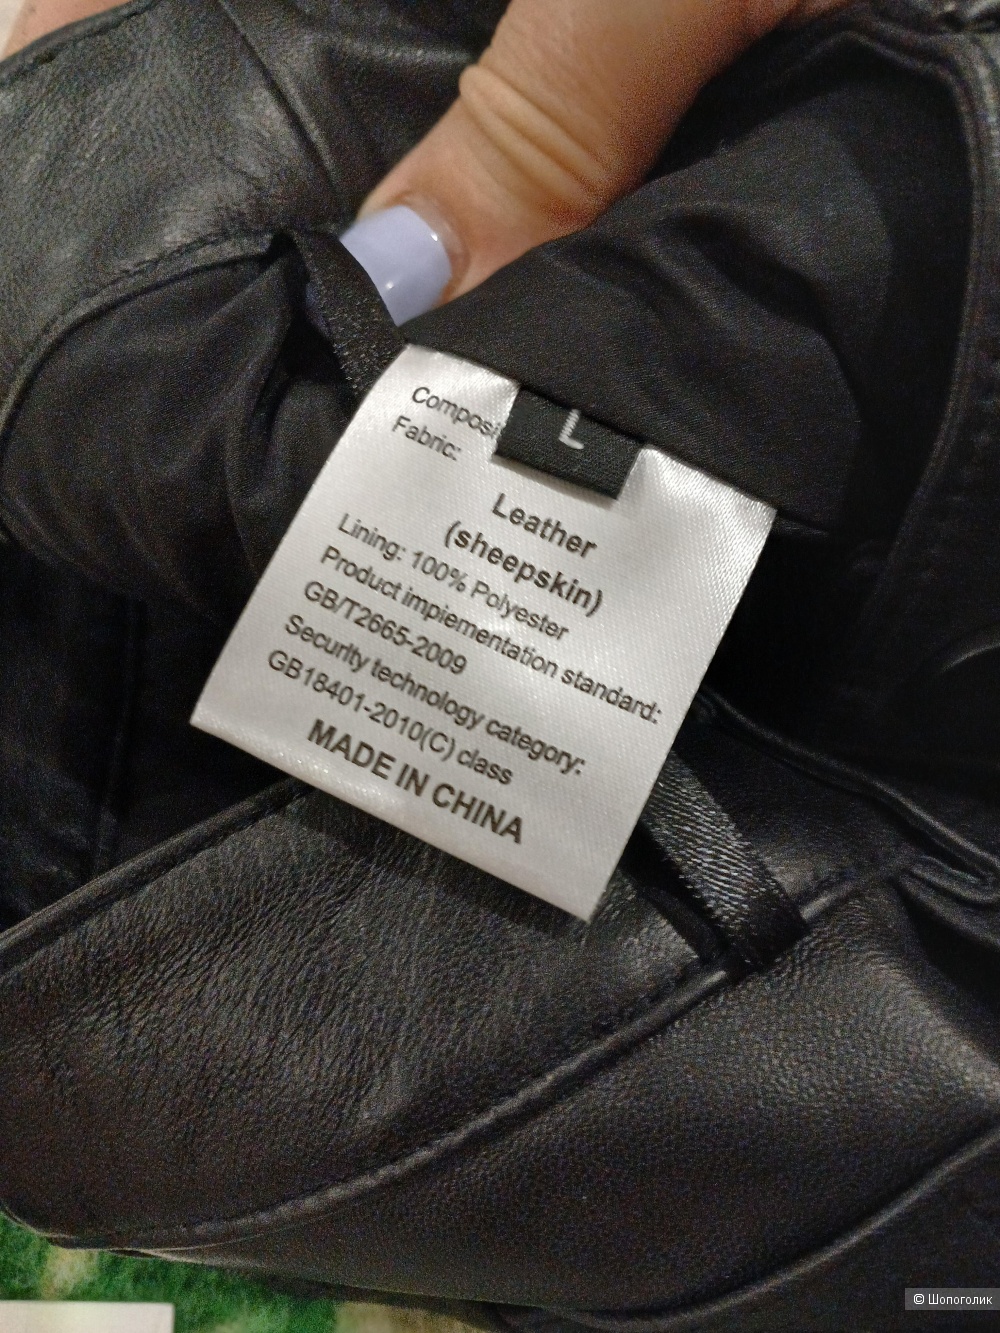 Composi
L
Fabric:
Leather
(sheepskin)
Lining: 100% Polyester
Product impiementation standard:
GB/T2665-2009
Security technology category:
GB18401-2010(C) class
MADE IN CHINA
© Шопоголик